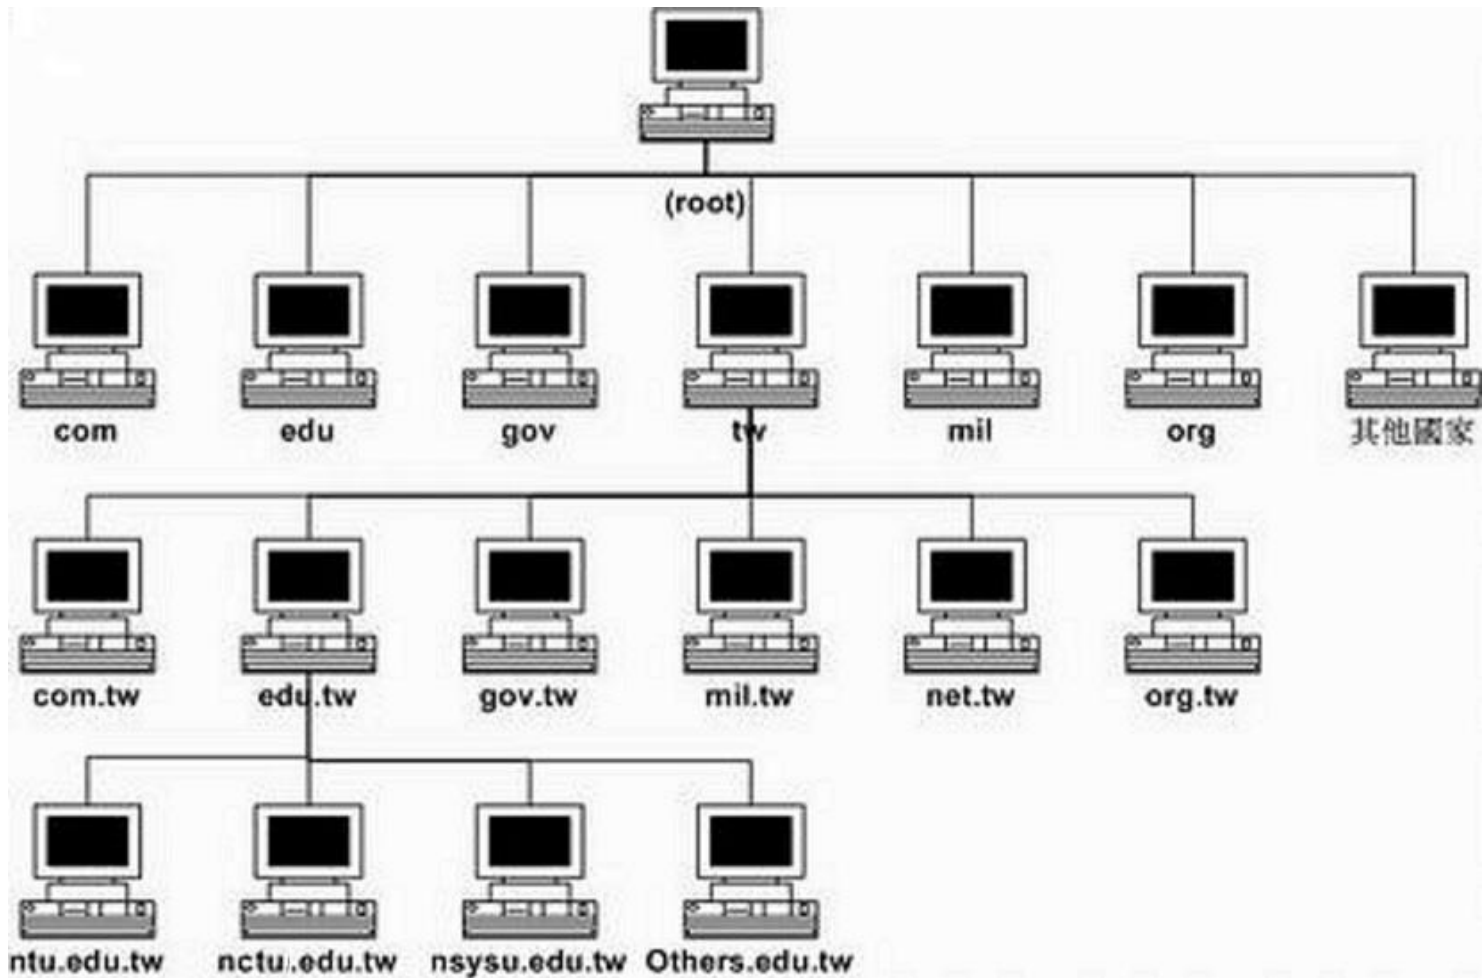 (root)
com edu gov tw mil org 其他國家
com.tw edu.tw gov.tw mil.tw net.tw org.tw
ntu.edu.tw nctu.edu.tw nsysu.edu.tw Others.edu.tw